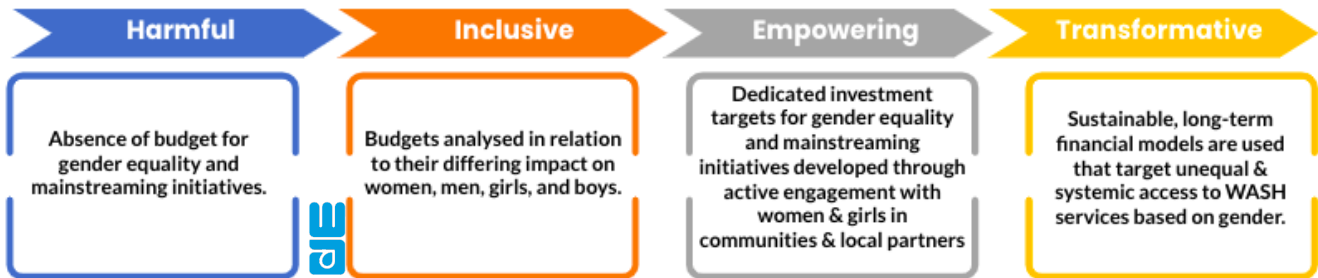 Harmful
Inclusive
Empowering
Transformative
Absence of budget for
gender equality and
mainstreaming initiatives.
Budgets analysed in relation
to their differing impact on
women, men, girls, and boys.
Dedicated investment
targets for gender equality
and mainstreaming
initiatives developed through
active engagement with
women & girls in
communities & local partners
Sustainable, long-term
financial models are used
that target unequal &
systemic access to WASH
services based on gender.